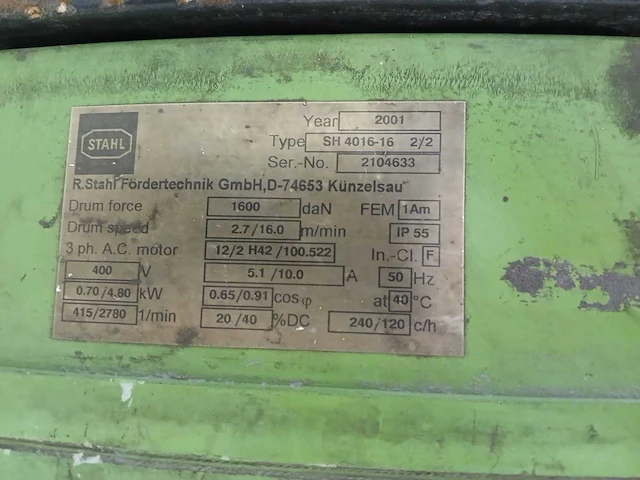 STAHL
Year 2001
Type SH 4016-16 2/2
Ser.-No. 2104633
R.Stahl Fördertechnik GmbH,D-74653 Künzelsau
Drum force 1600 daN FEM 1Am
Drum speed 2.7/16.0 m/min IP 55
3 ph. A.C. motor 12/2 H42/100.522 In.-Cl. F
400 V 5.1/10.0 A 50 Hz
0.70/4.80 kW 0.65/0.91 cos φ at 40 °C
415/2780 1/min 20/40 %DC 240/120 c/h